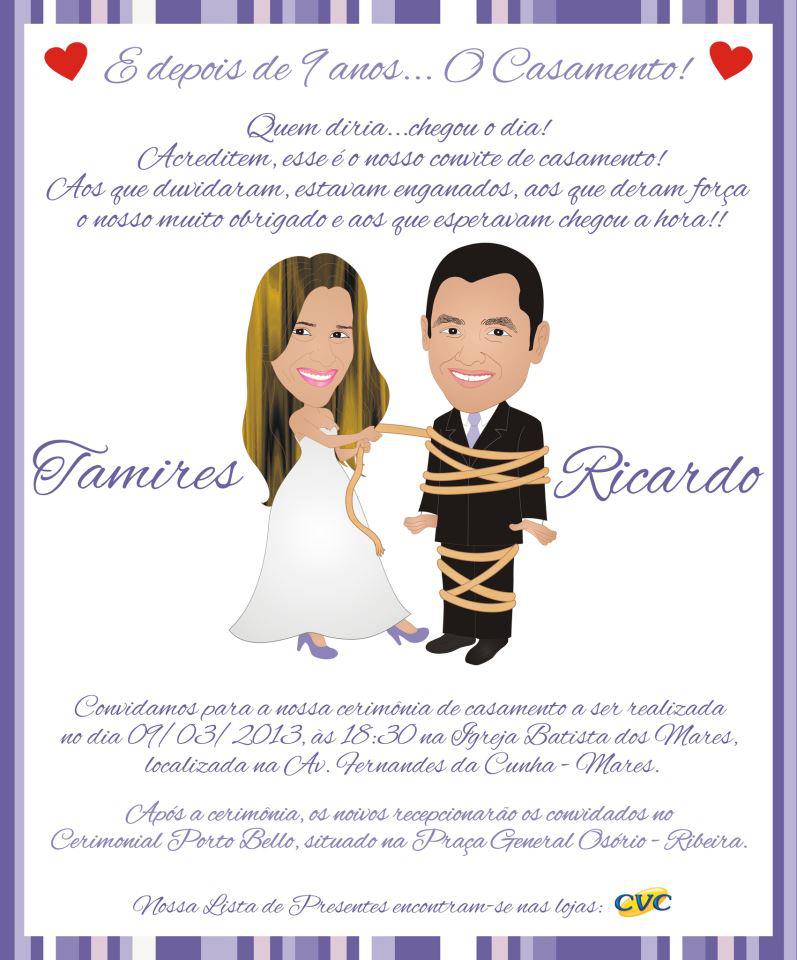 E depois de 9 anos... O Casamento!
Quem diria...chegou o dia!
Acreditem, esse é o nosso convite de casamento!
Aos que duvidaram, estavam enganados, aos que deram força
o nosso muito obrigado e aos que esperavam chegou a hora!!
Tamires
Ricardo
Convidamos para a nossa cerimônia de casamento a ser realizada
no dia 09/03/2013, às 18:30 na Igreja Batista dos Mares,
localizada na Av. Fernandes da Cunha - Mares.
Após a cerimônia, os noivos recepcionarão os convidados no
Cerimonial Porto Bello, situado na Praça General Osório - Ribeira.
Nossa Lista de Presentes encontram-se nas lojas: CVC